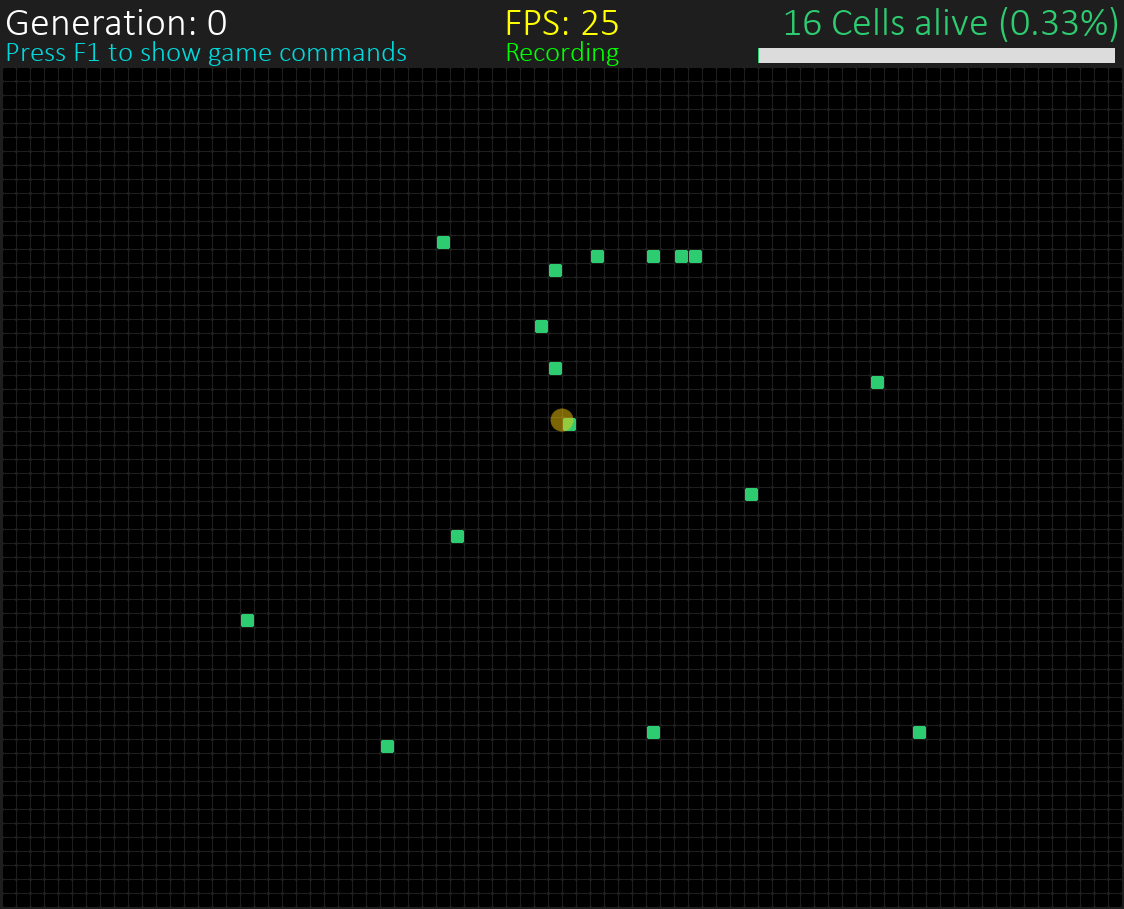 Generation: 0
FPS: 25
16 Cells alive (0.33%)
Press F1 to show game commands
Recording